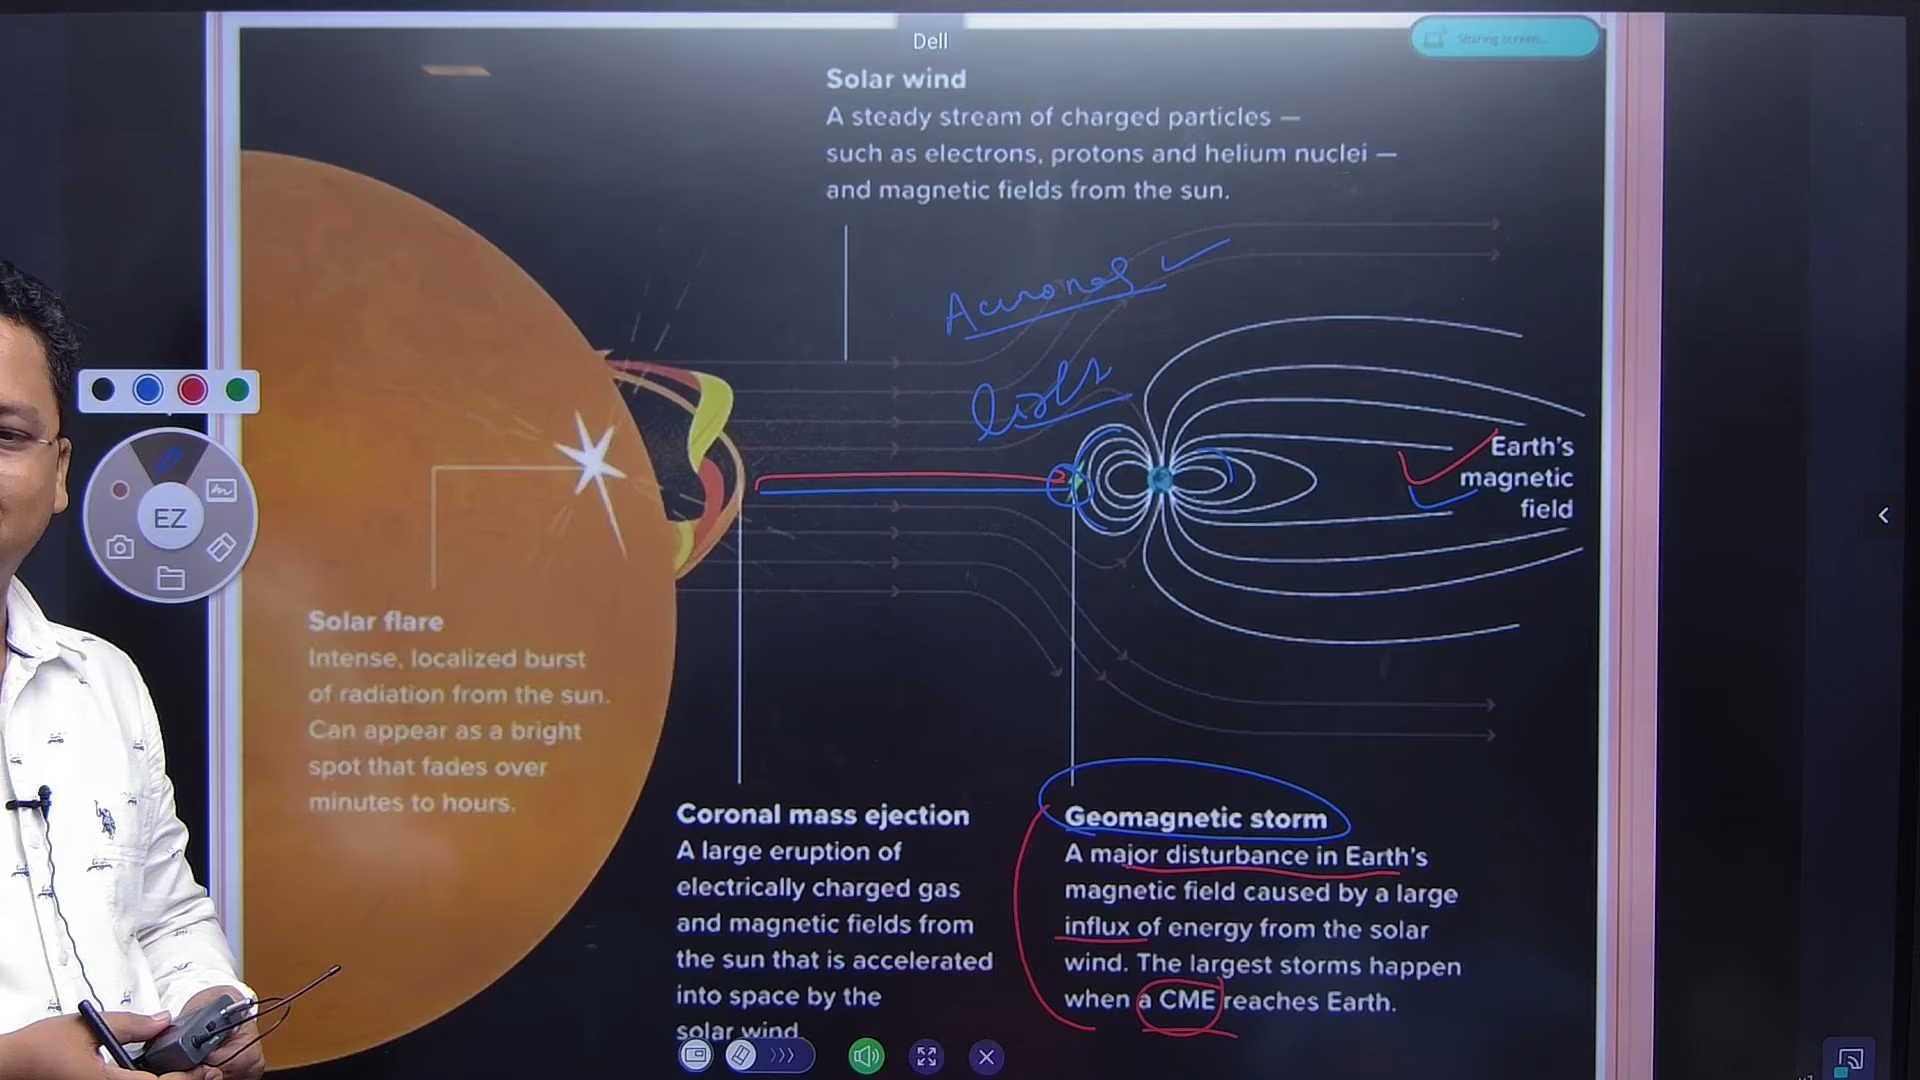 Dell
Sharing screen...
Solar wind
A steady stream of charged particles —
such as electrons, protons and helium nuclei —
and magnetic fields from the sun.
Auroras
light
Earth's
magnetic
field
EZ
Solar flare
Intense, localized burst
of radiation from the sun.
Can appear as a bright
spot that fades over
minutes to hours.
Coronal mass ejection
A large eruption of
electrically charged gas
and magnetic fields from
the sun that is accelerated
into space by the
solar wind.
Geomagnetic storm
A major disturbance in Earth's
magnetic field caused by a large
influx of energy from the solar
wind. The largest storms happen
when a CME reaches Earth.